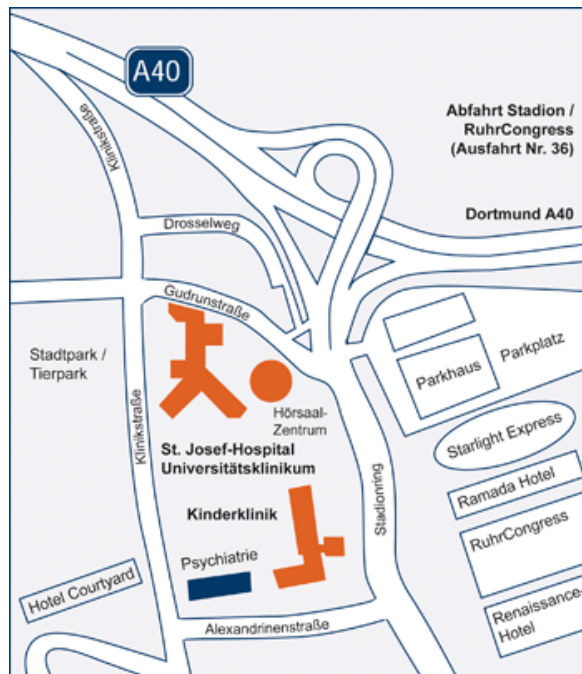 A40
Abfahrt Stadion /
RuhrCongress
(Ausfahrt Nr. 36)
Klinikstraße
Dortmund A40
Drosselweg
Gudrunstraße
Stadtpark /
Tierpark
Parkhaus
Parkplatz
Hörsaal-
Zentrum
Klinikstraße
Starlight Express
St. Josef-Hospital
Universitätsklinikum
Stadionring
Ramada Hotel
Kinderklinik
RuhrCongress
Psychiatrie
Hotel Courtyard
Renaissance-
Hotel
Alexandrinenstraße